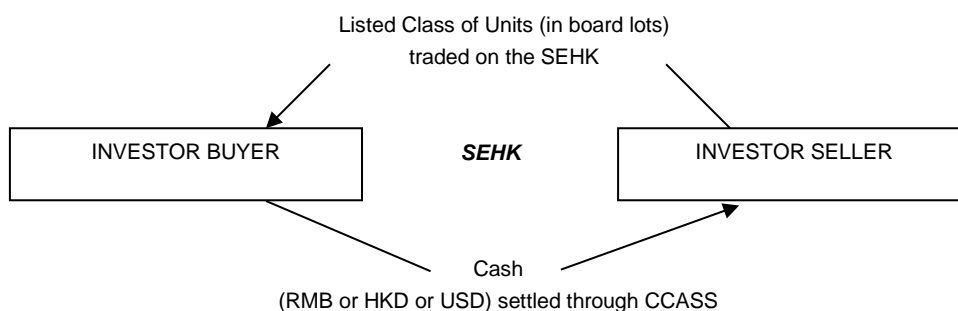 Listed Class of Units (in board lots)
traded on the SEHK
INVESTOR BUYER
SEHK
INVESTOR SELLER
Cash
(RMB or HKD or USD) settled through CCASS